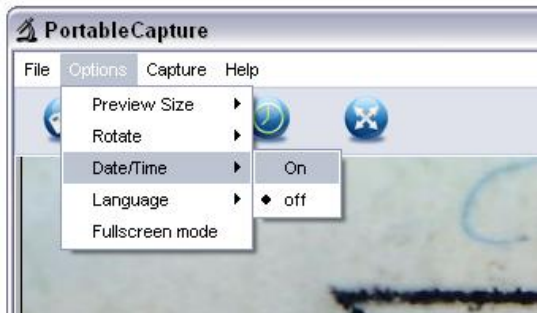 PortableCapture
File Options Capture Help
Preview Size
Rotate
Date/Time
On
Language
off
Fullscreen mode